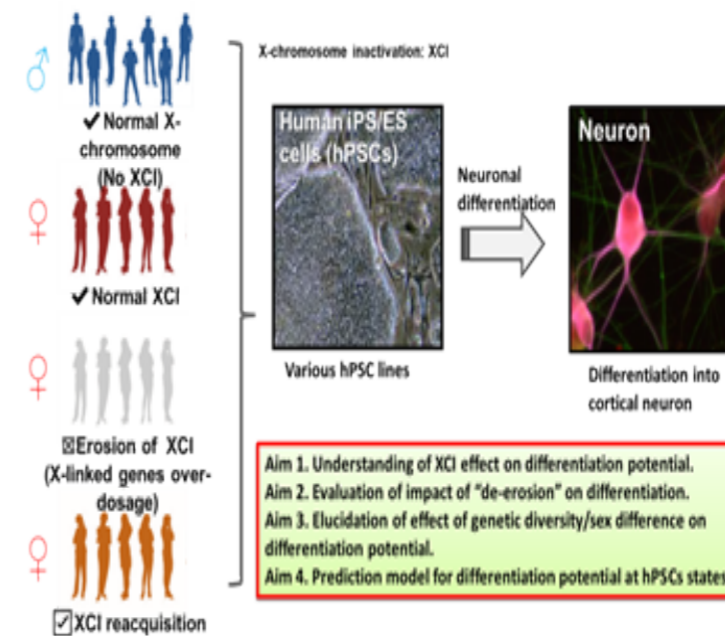 ✔ Normal X-
chromosome
(No XCI)
✔ Normal XCI
☒Erosion of XCI
(X-linked genes over-
dosage)
☑ XCI reacquisition
X-chromosome inactivation: XCI
Human iPS/ES
cells (hPSCs)
Various hPSC lines
Neuronal
differentiation
Neuron
Differentiation into
cortical neuron
Aim 1. Understanding of XCI effect on differentiation potential.
Aim 2. Evaluation of impact of “de-erosion” on differentiation.
Aim 3. Elucidation of effect of genetic diversity/sex difference on
differentiation potential.
Aim 4. Prediction model for differentiation potential at hPSCs states